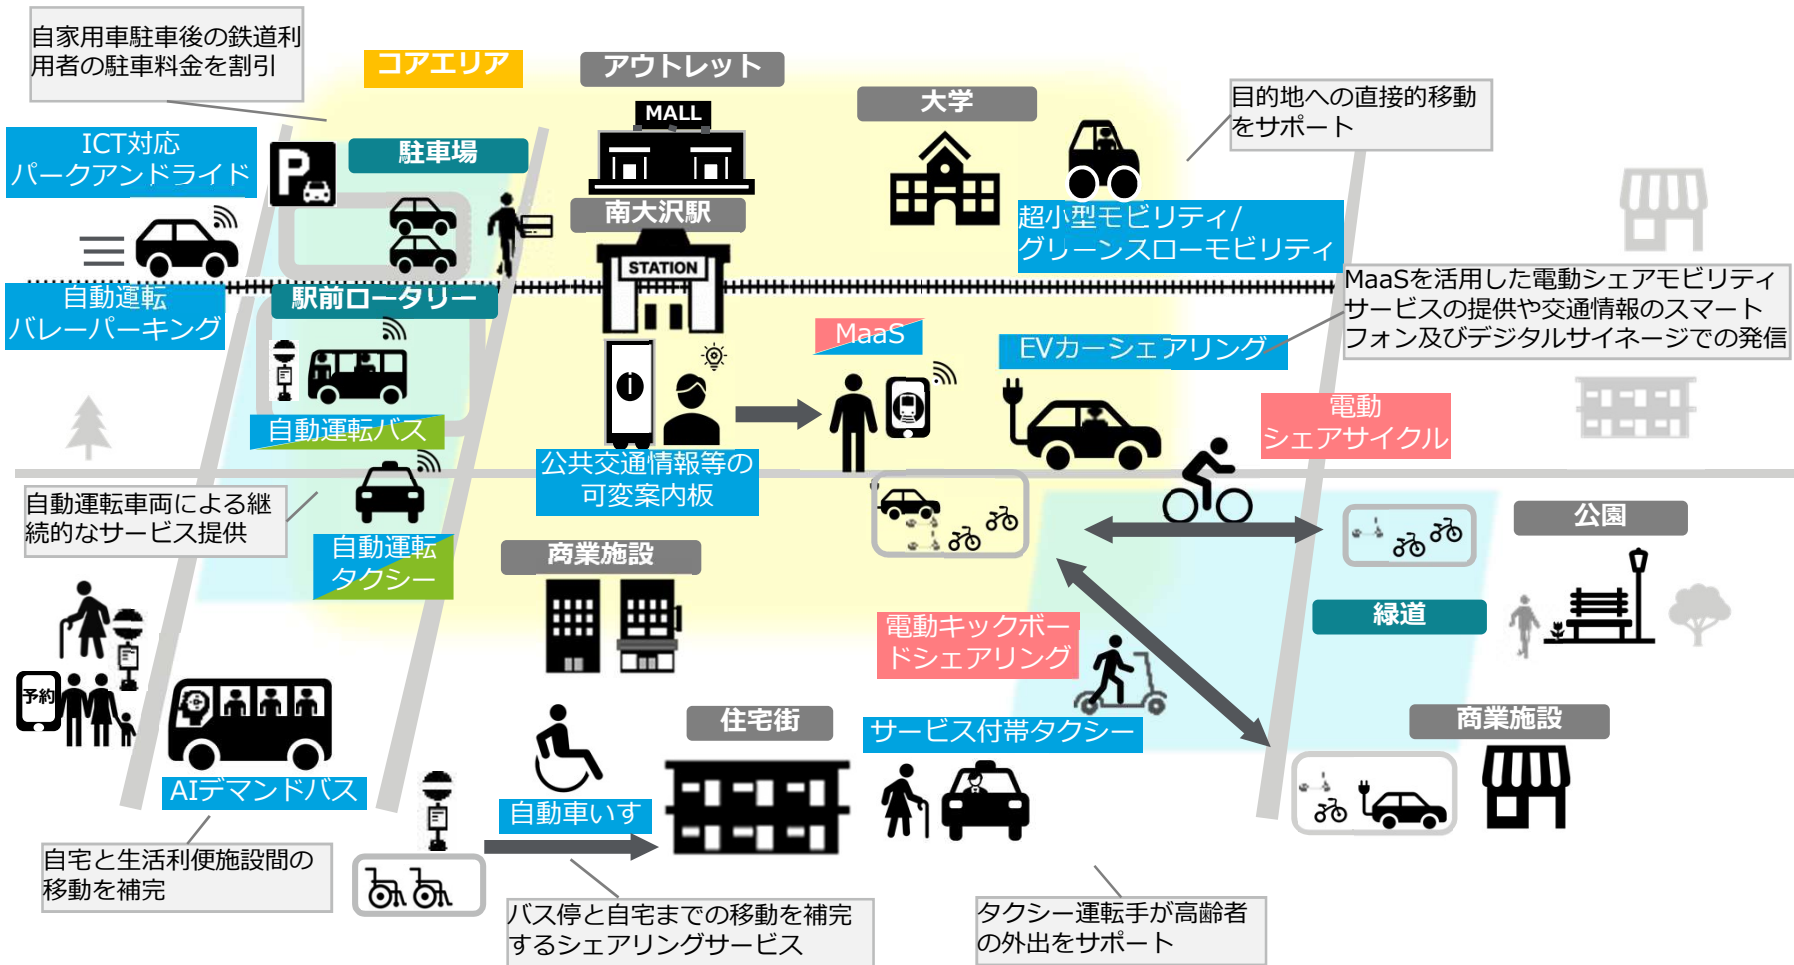 自家用車駐車後の鉄道利
用者の駐車料金を割引
コアエリア
アウトレット
MALL
大学
目的地への直接的移動
をサポート
ICT対応
パークアンドライド
P
駐車場
南大沢駅
STATION
超小型モビリティ/
グリーンスローモビリティ
自動運転
バレーパーキング
駅前ロータリー
MaaSを活用した電動シェアモビリティ
サービスの提供や交通情報のスマート
フォン及びデジタルサイネージでの発信
MaaS
EVカーシェアリング
自動運転バス
公共交通情報等の
可変案内板
電動
シェアサイクル
自動運転車両による継
続的なサービス提供
自動運転
タクシー
商業施設
公園
緑道
電動キックボー
ドシェアリング
予約
AIデマンドバス
住宅街
サービス付帯タクシー
商業施設
自動車いす
自宅と生活利便施設間の
移動を補完
バス停と自宅までの移動を補完
するシェアリングサービス
タクシー運転手が高齢者
の外出をサポート